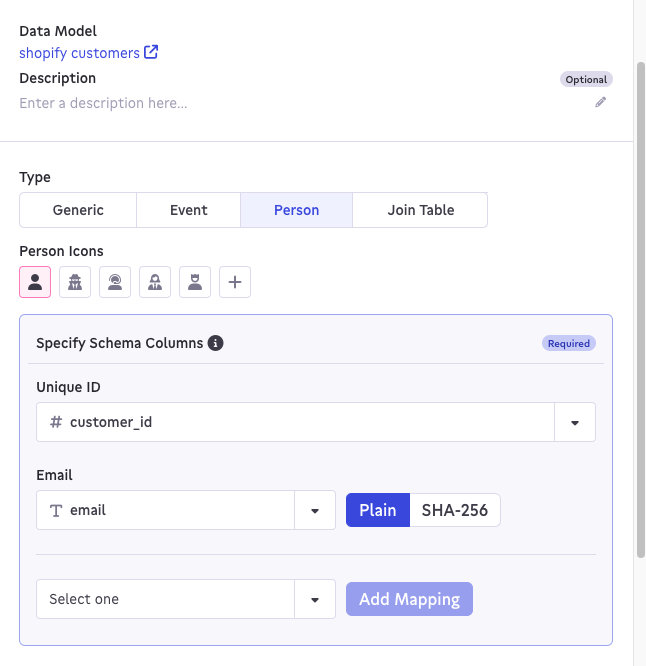 Data Model
shopify customers
Description
Optional
Enter a description here...
Type
Generic
Event
Person
Join Table
Person Icons
Specify Schema Columns
Required
Unique ID
# customer_id
Email
T email
Plain
SHA-256
Select one
Add Mapping